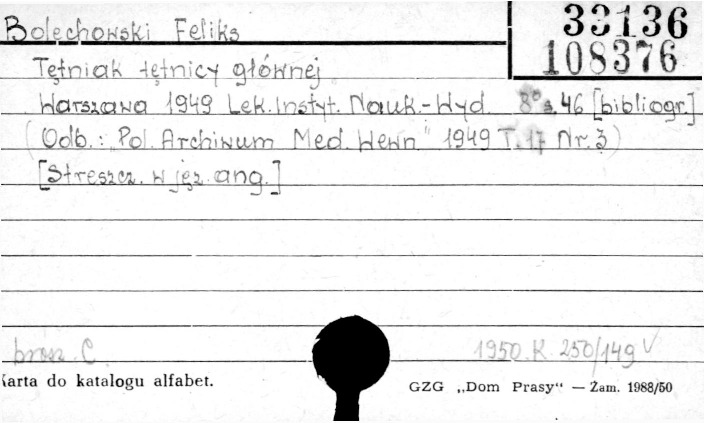 Bolechowski Feliks
33136
108376
Tętniak tętnicy głównej
Warszawa 1949 Lek. Instyt. Nauk.-Wyd. 8° s. 46 [bibliogr.]
(Odb.: „Pol. Archiwum Med. Wewn" 1949 T. 17 Nr. 3)
[Streszcz. w jęz. ang.]
brosz. C.
1950. K. 250/149 V
Karta do katalogu alfabet.
GZG „Dom Prasy“ — Zam. 1988/50